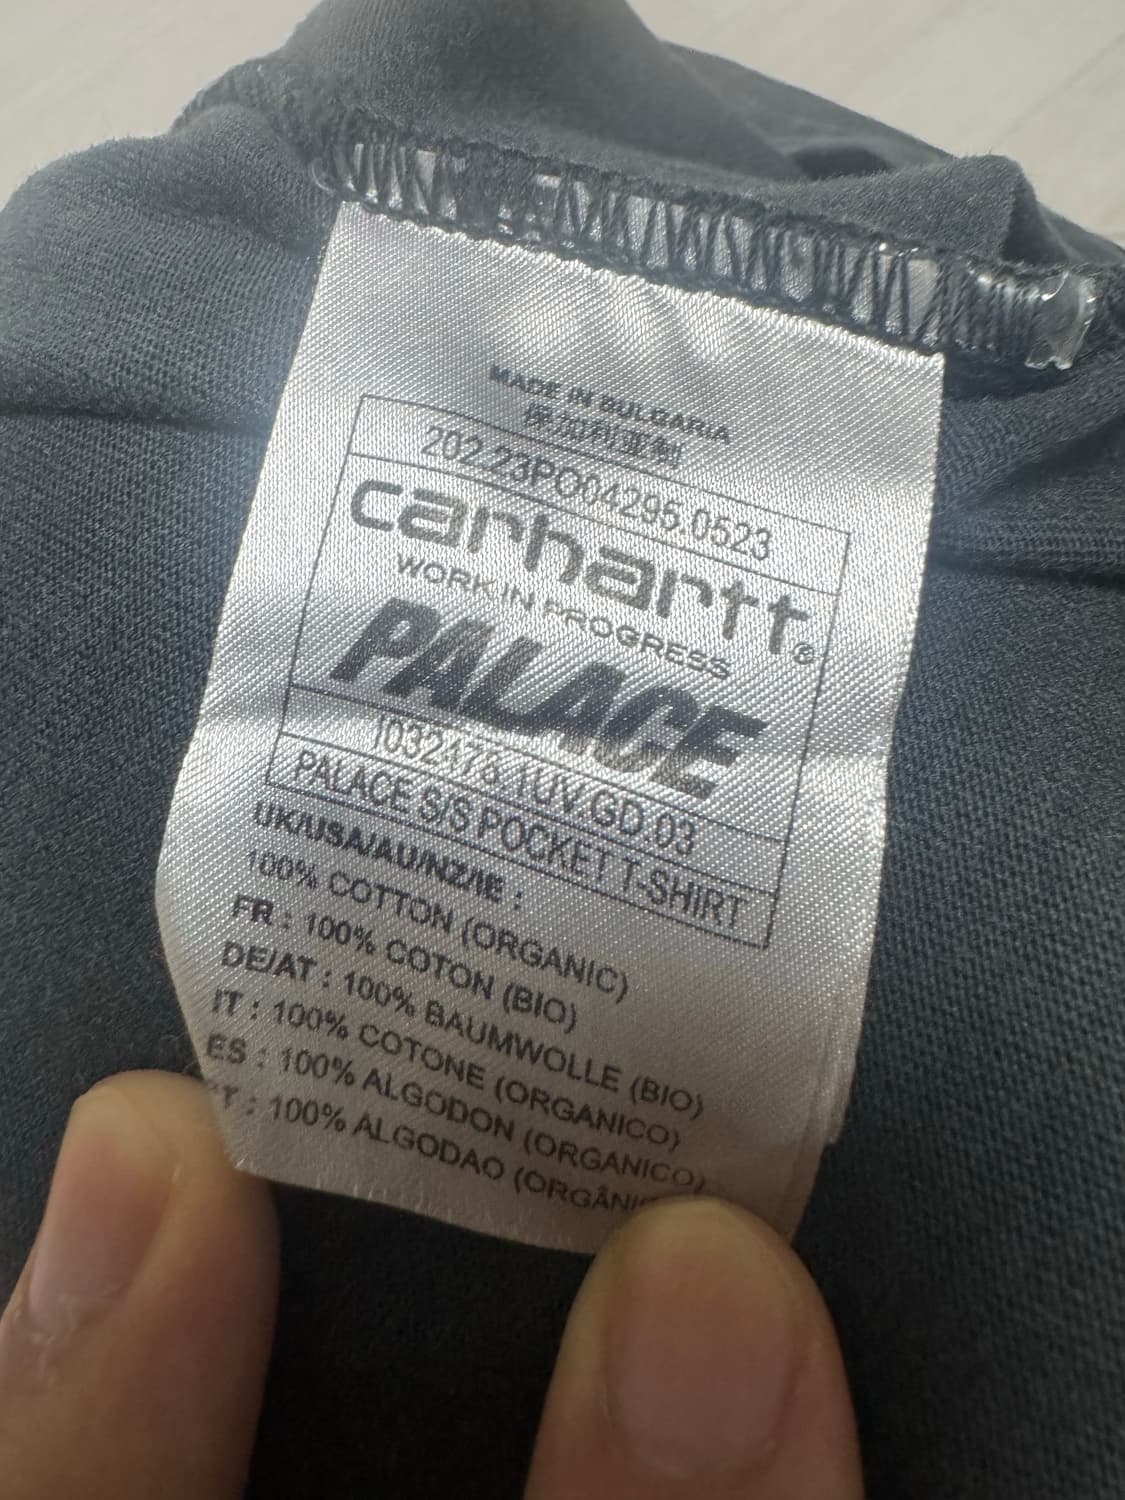 MADE IN BULGARIA
保加利亚制
202.23PO04295.0523
carhartt®
WORK IN PROGRESS
PALACE
I032476.1UV.GD.03
PALACE S/S POCKET T-SHIRT
UK/USA/AU/NZ/IE :
100% COTTON (ORGANIC)
FR : 100% COTON (BIO)
DE/AT : 100% BAUMWOLLE (BIO)
IT : 100% COTONE (ORGANICO)
ES : 100% ALGODON (ORGANICO)
: 100% ALGODAO